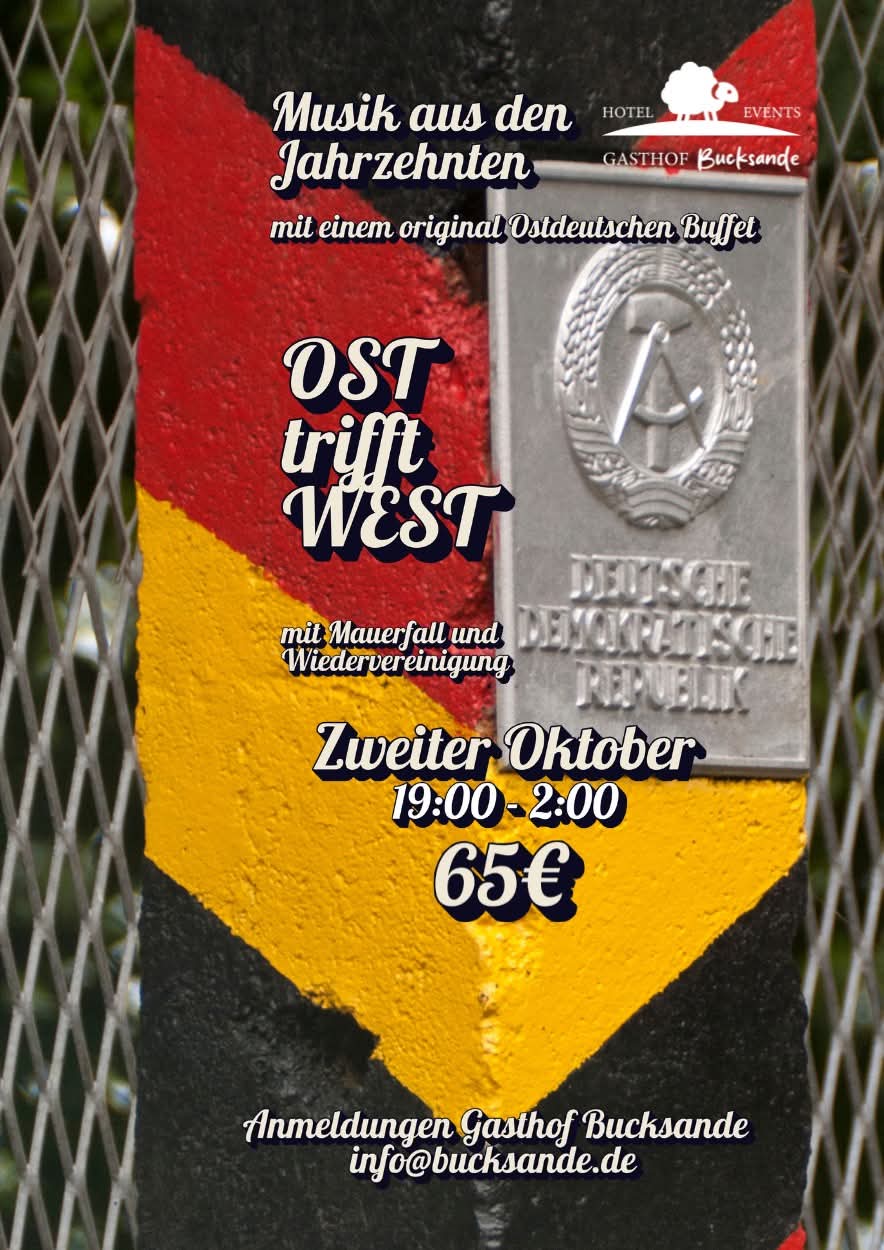 Musik aus den
Jahrzehnten
HOTEL EVENTS
GASTHOF Bucksande
mit einem original Ostdeutschen Buffet
OST
trifft
WEST
DEUTSCHE
DEMOKRATISCHE
REPUBLIK
mit Mauerfall und
Wiedervereinigung
Zweiter Oktober
19:00 - 2:00
65€
Anmeldungen Gasthof Bucksande
info@bucksande.de